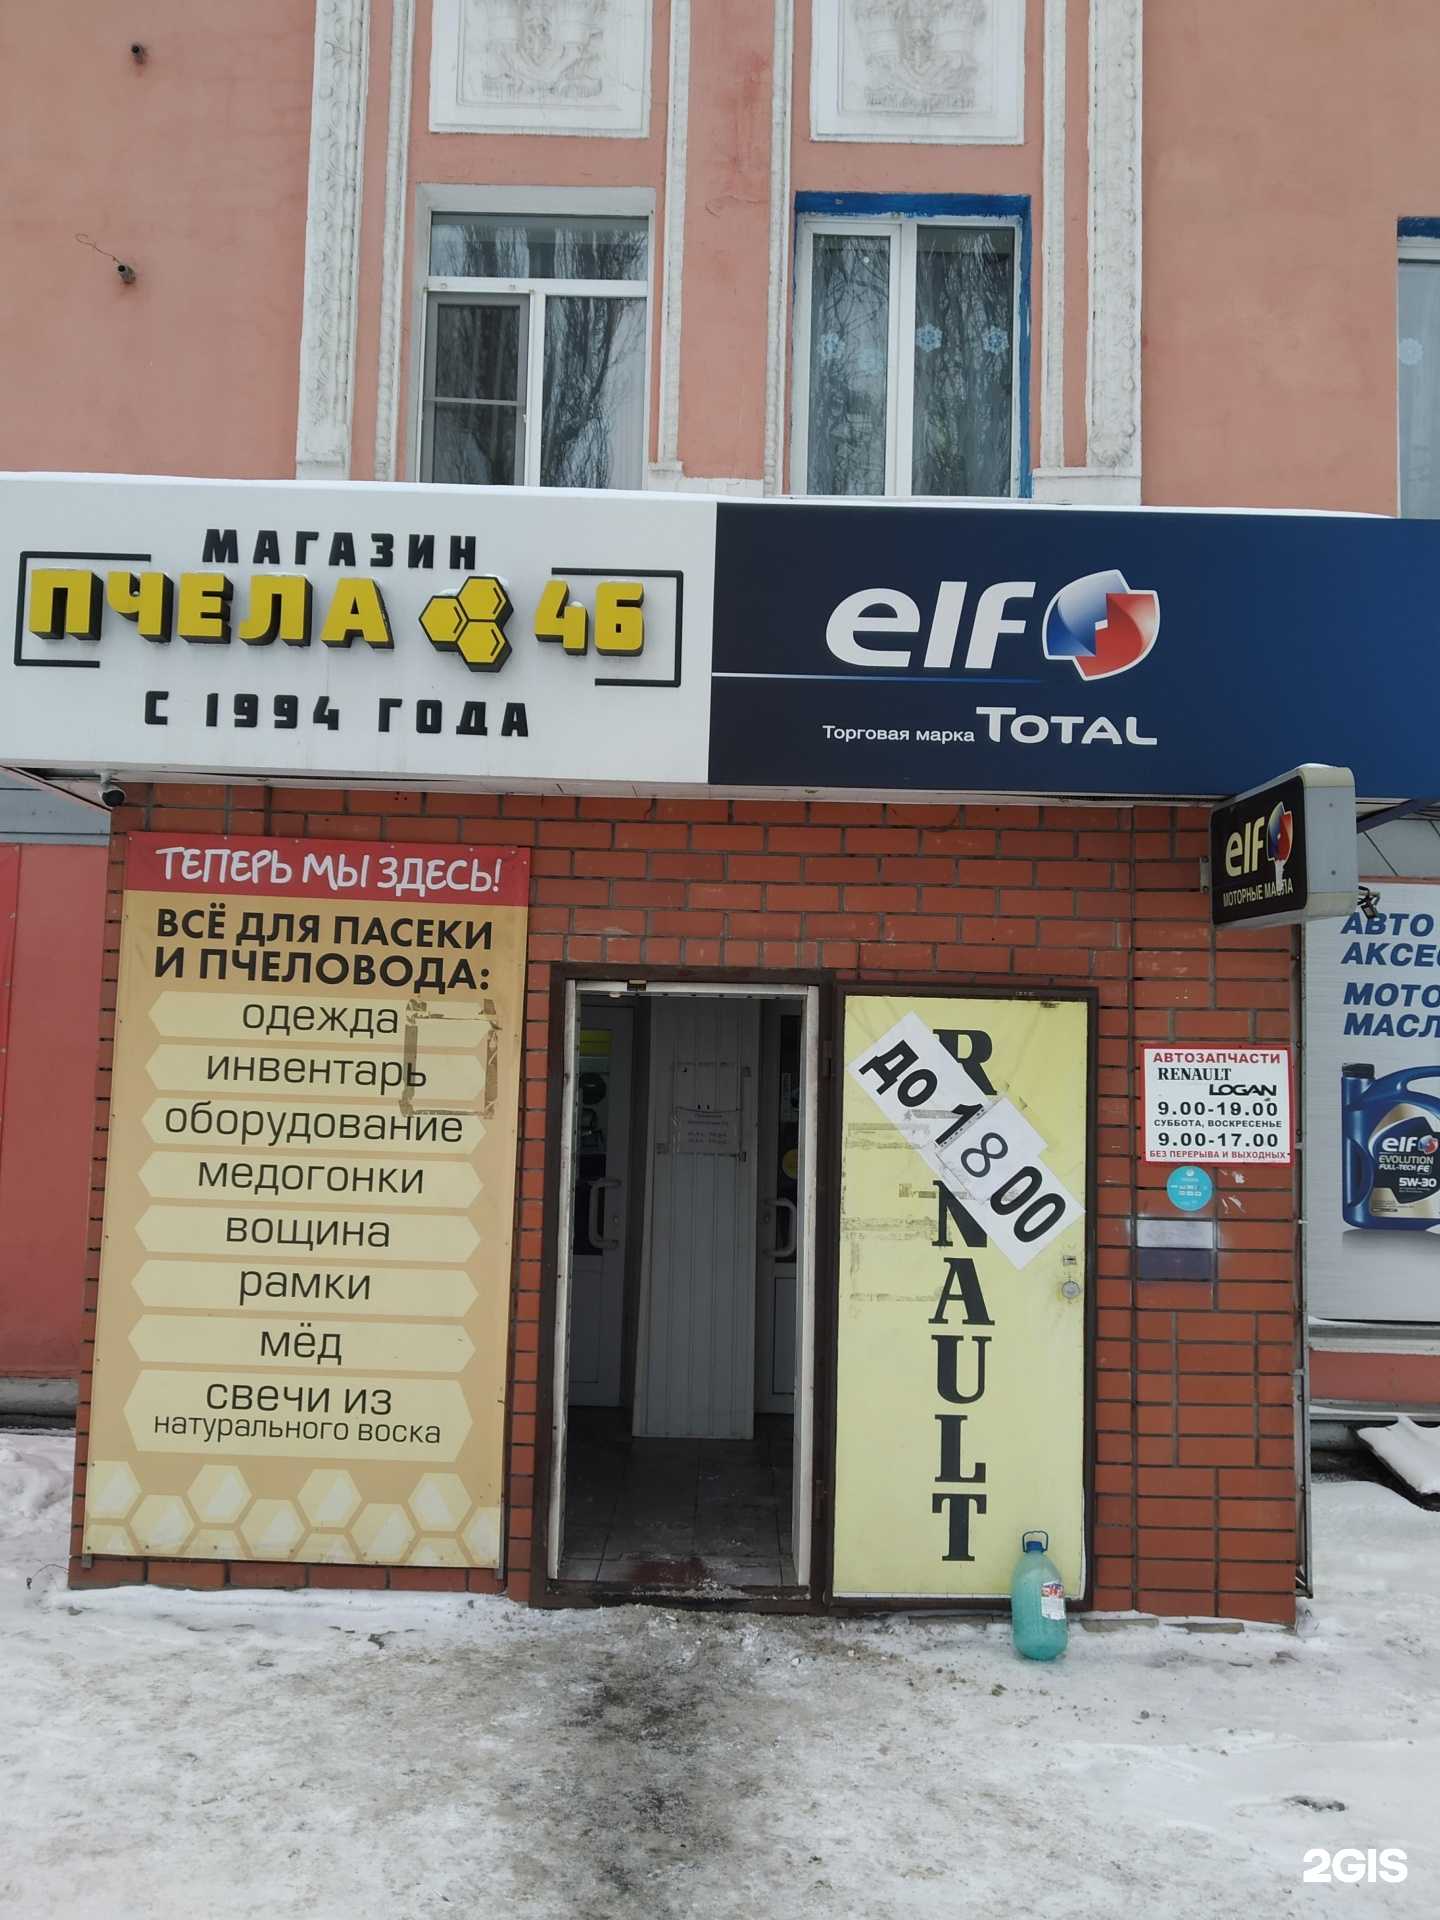 МАГАЗИН
ПЧЕЛА 46
С 1994 ГОДА
elf
Торговая марка TOTAL
elf
МОТОРНЫЕ МАСЛА
ТЕПЕРЬ МЫ ЗДЕСЬ!
ВСЁ ДЛЯ ПАСЕКИ
И ПЧЕЛОВОДА:
одежда
инвентарь
оборудование
медогонки
вощина
рамки
мёд
свечи из
натурального воска
до 18 00
RENAULT
АВТОЗАПЧАСТИ
RENAULT
LOGAN
9.00-19.00
СУББОТА, ВОСКРЕСЕНЬЕ
9.00-17.00
БЕЗ ПЕРЕРЫВА И ВЫХОДНЫХ
АВТО
АКСЕ
МОТО
МАСЛ
elf
EVOLUTION
FULL-TECH FE
5W-30
2GIS